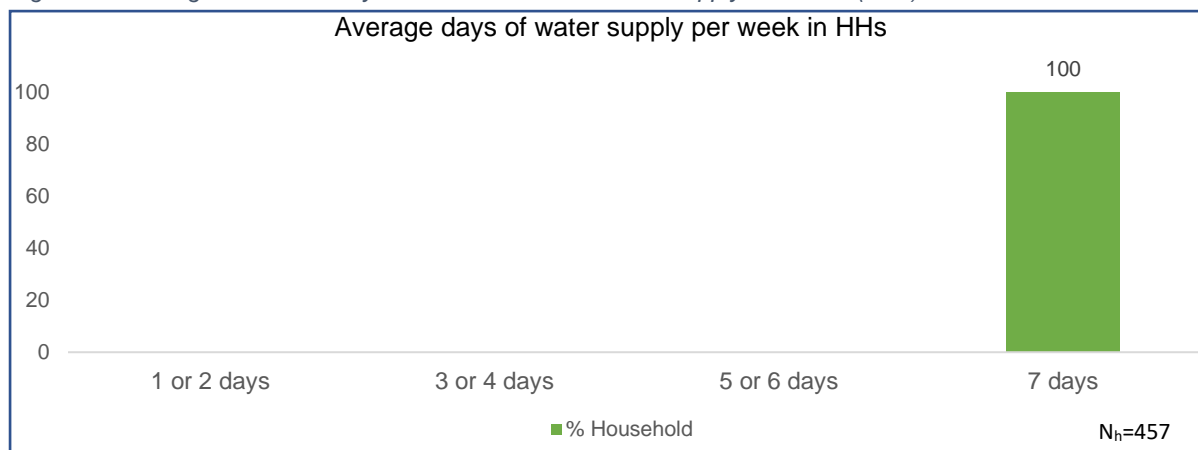 Average days of water supply per week in HHs
100
100
80
60
40
20
0
1 or 2 days
3 or 4 days
5 or 6 days
7 days
% Household
Nₕ=457